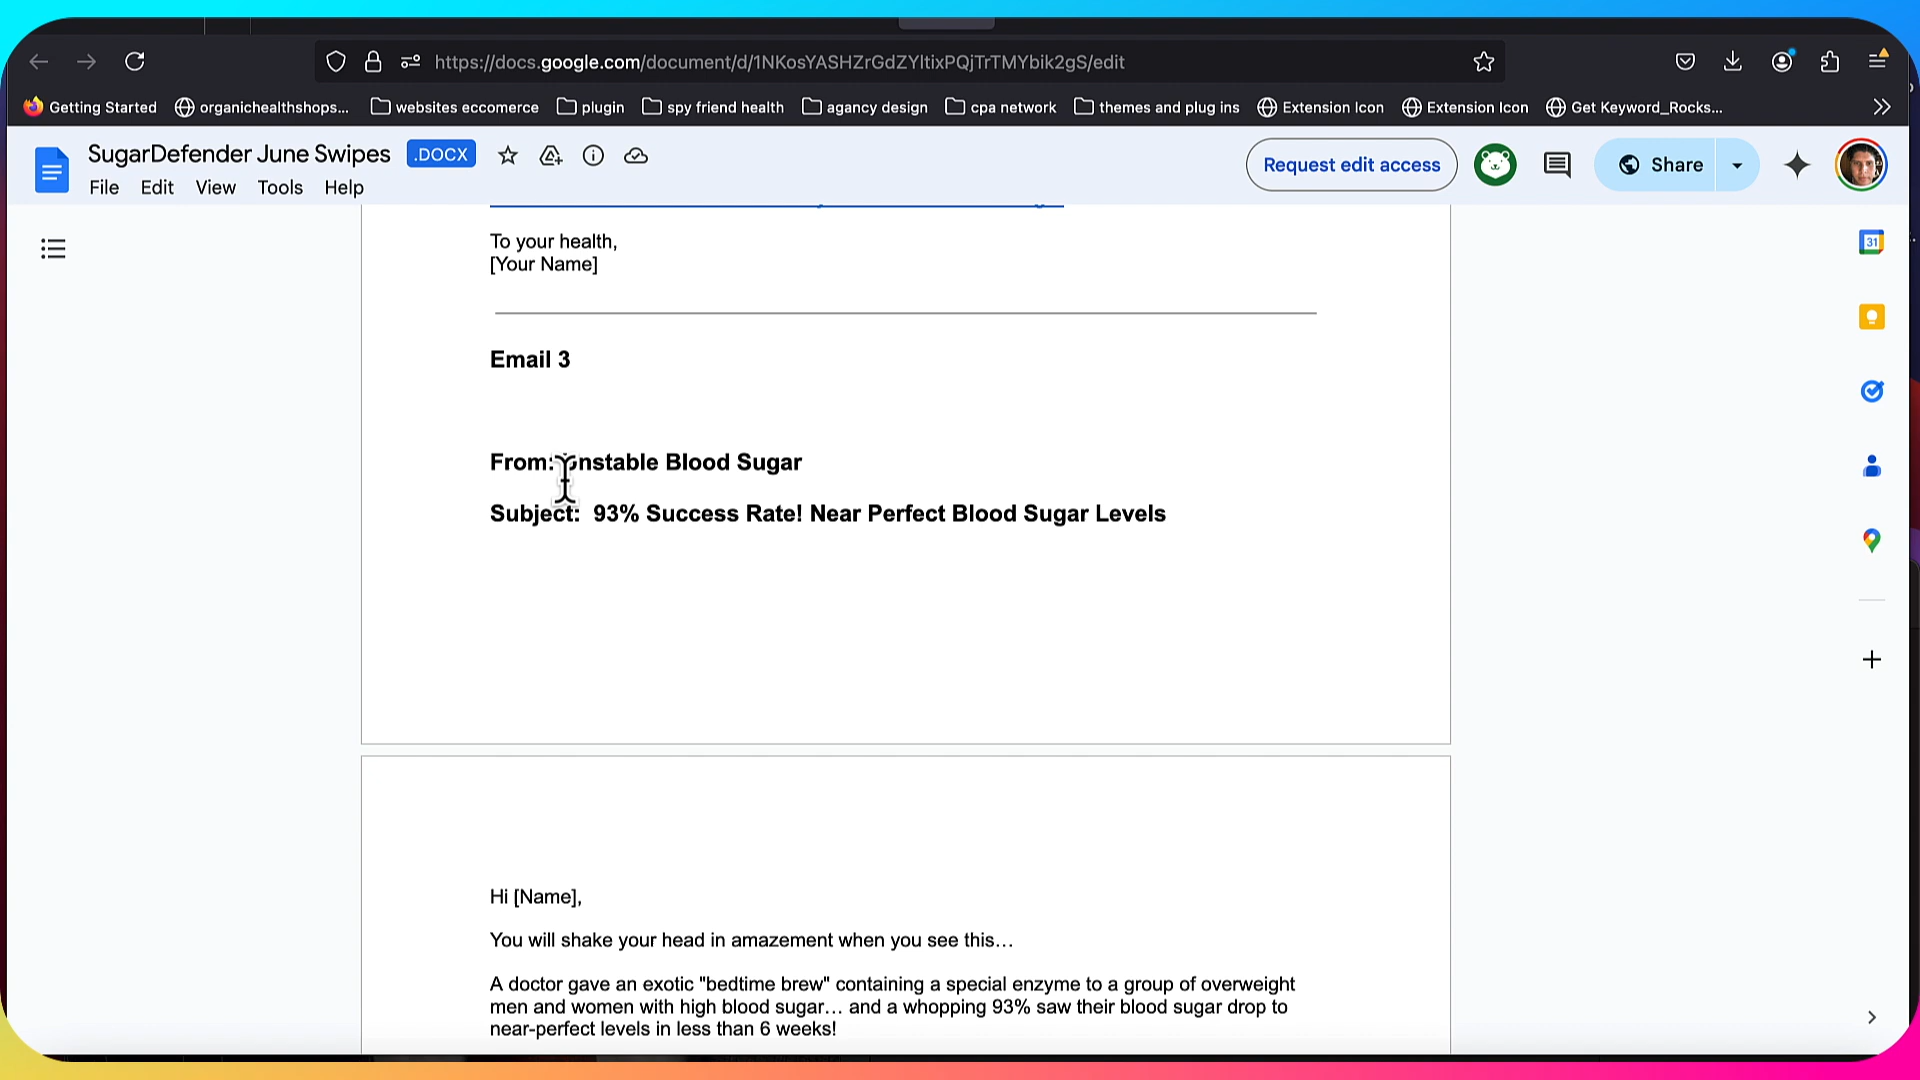 https://docs.google.com/document/d/1NKosYASHZrGdZYltixPQjTrTMYbik2gS/edit
Getting Started organichealthshops... websites eccomerce plugin spy friend health agancy design cpa network themes and plug ins Extension Icon Extension Icon Get Keyword_Rocks...
SugarDefender June Swipes .DOCX
Request edit access Share
File Edit View Tools Help
31
To your health,
[Your Name]
Email 3
From: Blood Sugar
Subject: 93% Success Rate! Near Perfect Blood Sugar Levels
Hi [Name],
You will shake your head in amazement when you see this...
A doctor gave an exotic "bedtime brew" containing a special enzyme to a group of overweight
men and women with high blood sugar... and a whopping 93% saw their blood sugar drop to
near-perfect levels in less than 6 weeks!